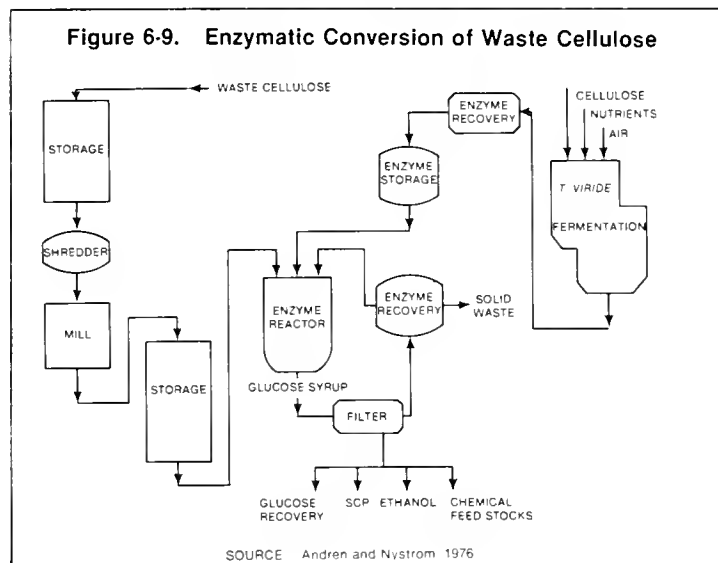 Figure 6-9. Enzymatic Conversion of Waste Cellulose
WASTE CELLULOSE
STORAGE
SHREDDER
MILL
STORAGE
ENZYME
RECOVERY
ENZYME
STORAGE
CELLULOSE
NUTRIENTS
AIR
T VIRIDE
FERMENTATION
ENZYME
REACTOR
ENZYME
RECOVERY
SOLID
WASTE
GLUCOSE SYRUP
FILTER
GLUCOSE
RECOVERY
SCP
ETHANOL
CHEMICAL
FEED STOCKS
SOURCE Andren and Nystrom 1976